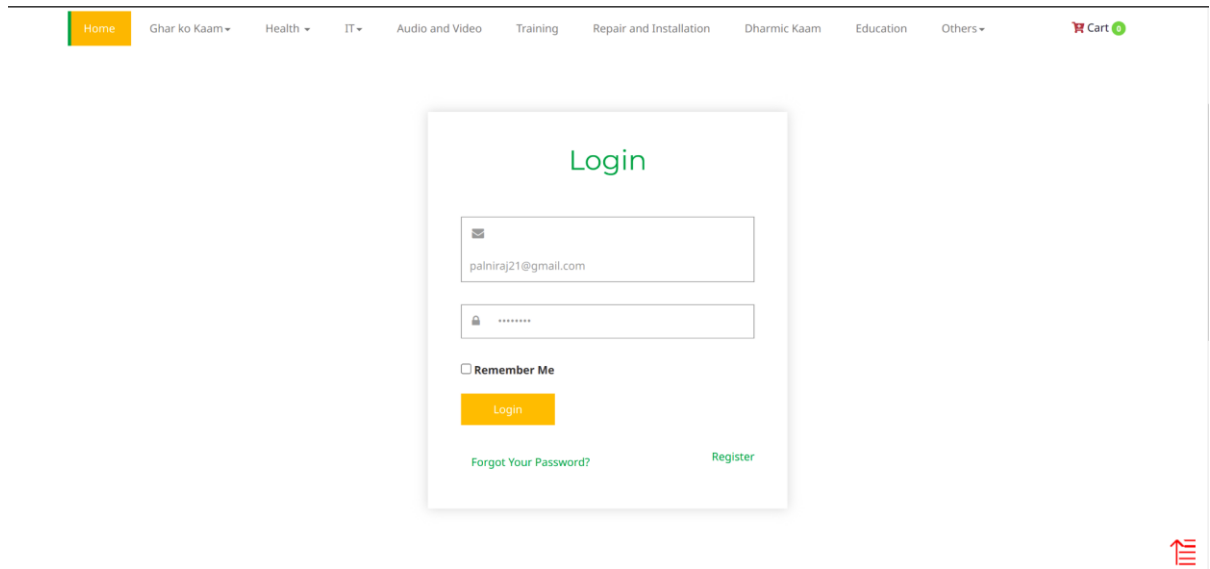 Home Ghar ko Kaam Health IT Audio and Video Training Repair and Installation Dharmic Kaam Education Others Cart 0
Login
palniraj21@gmail.com
••••••••
Remember Me
Login
Forgot Your Password? Register